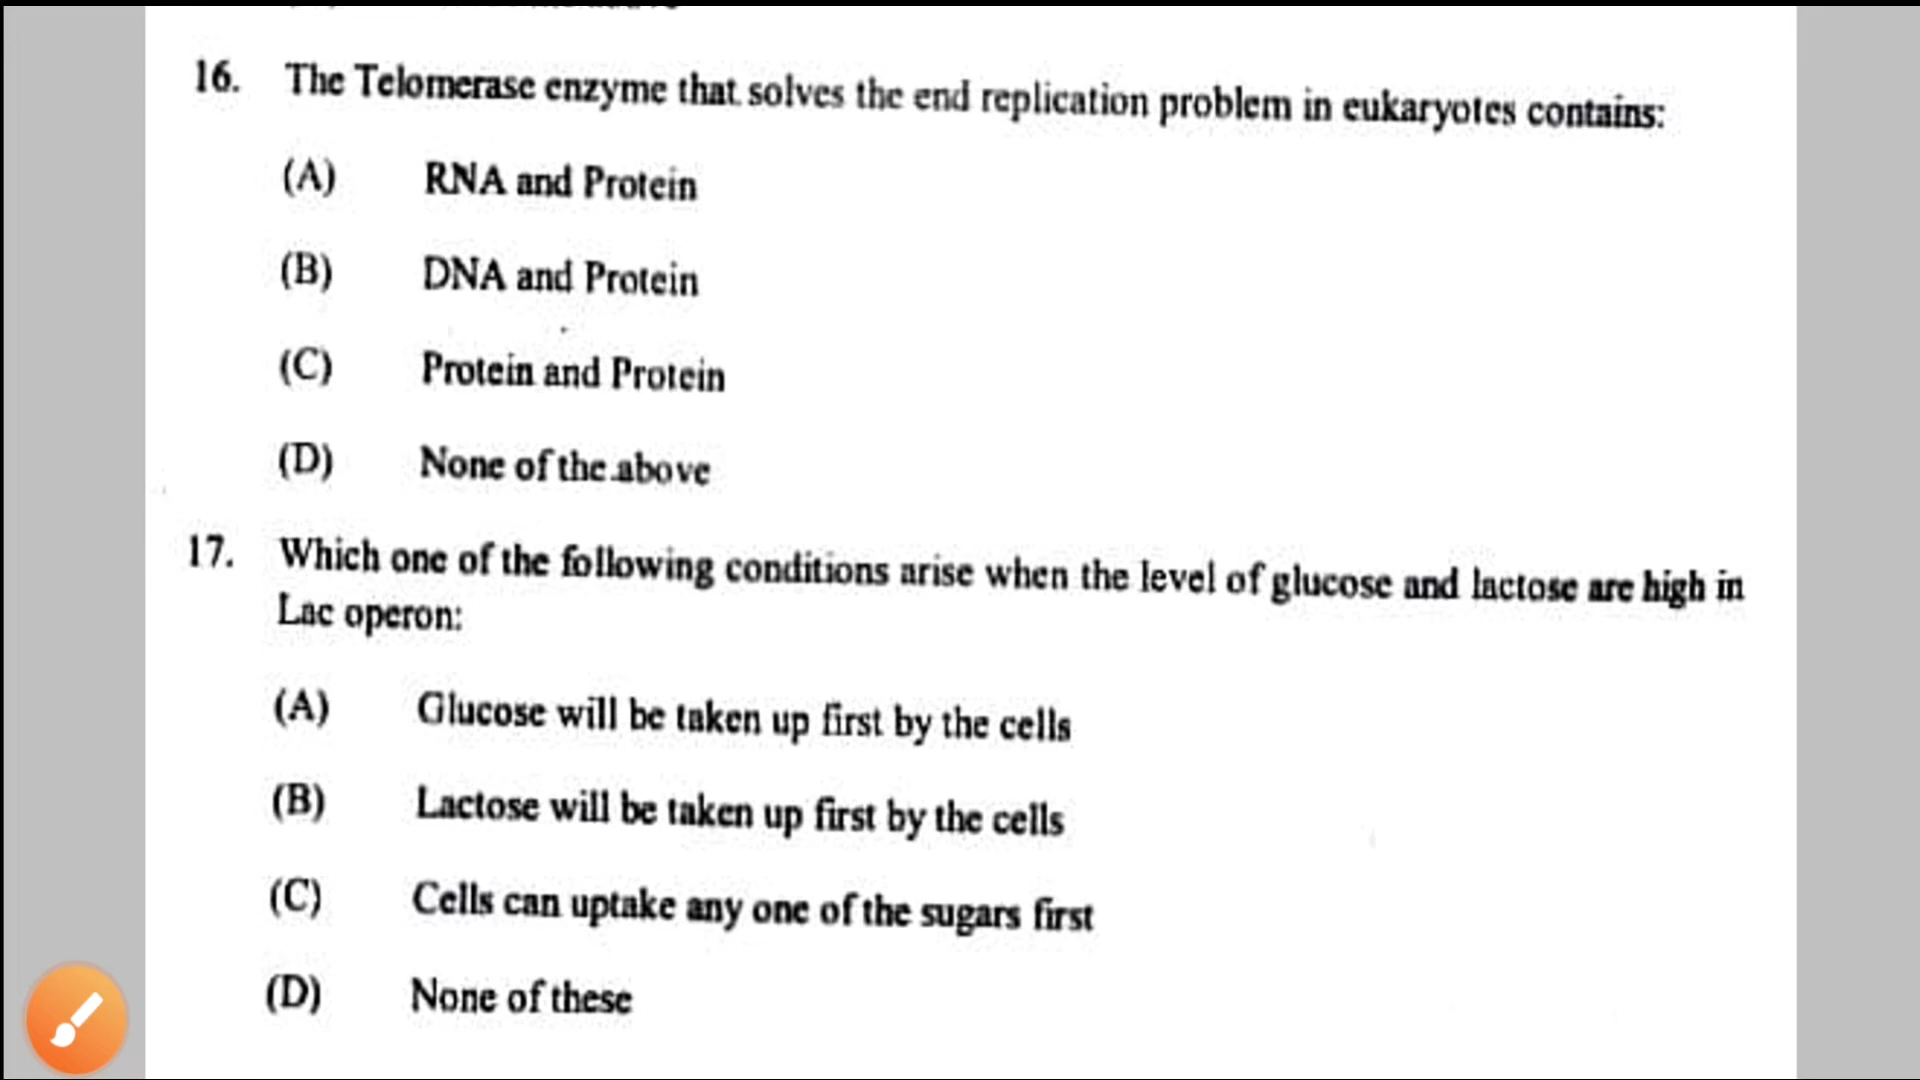 16. The Telomerase enzyme that solves the end replication problem in eukaryotes contains:
(A) RNA and Protein
(B) DNA and Protein
(C) Protein and Protein
(D) None of the above
17. Which one of the following conditions arise when the level of glucose and lactose are high in
Lac operon:
(A) Glucose will be taken up first by the cells
(B) Lactose will be taken up first by the cells
(C) Cells can uptake any one of the sugars first
(D) None of these